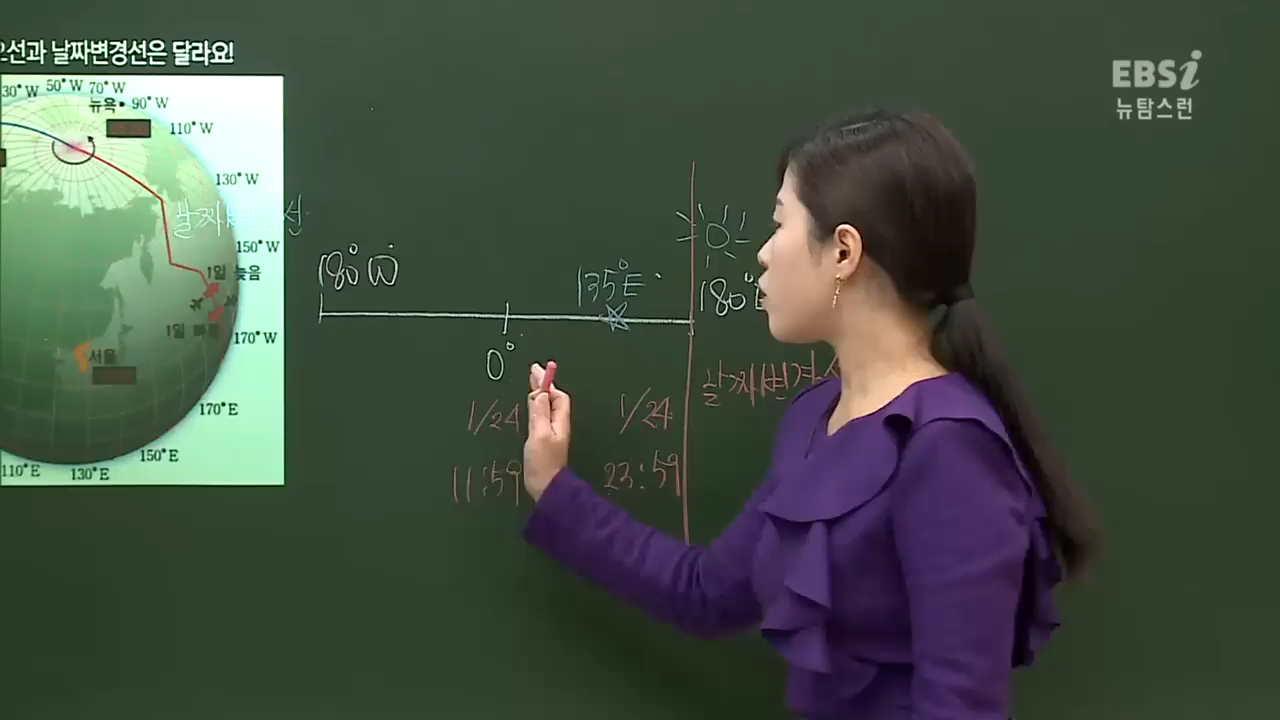 선과 날짜변경선은 달라요!
EBSi
뉴탐스런
30°W 50°W 70°W
뉴욕• 90°W
110°W
130°W
150°W
1일 늦음
1일 빠름
170°W
서울
170°E
150°E
110°E 130°E
날짜 선
180°W
135°E
180°
0°
날짜변경선
1/24 1/24
11:59 23:59